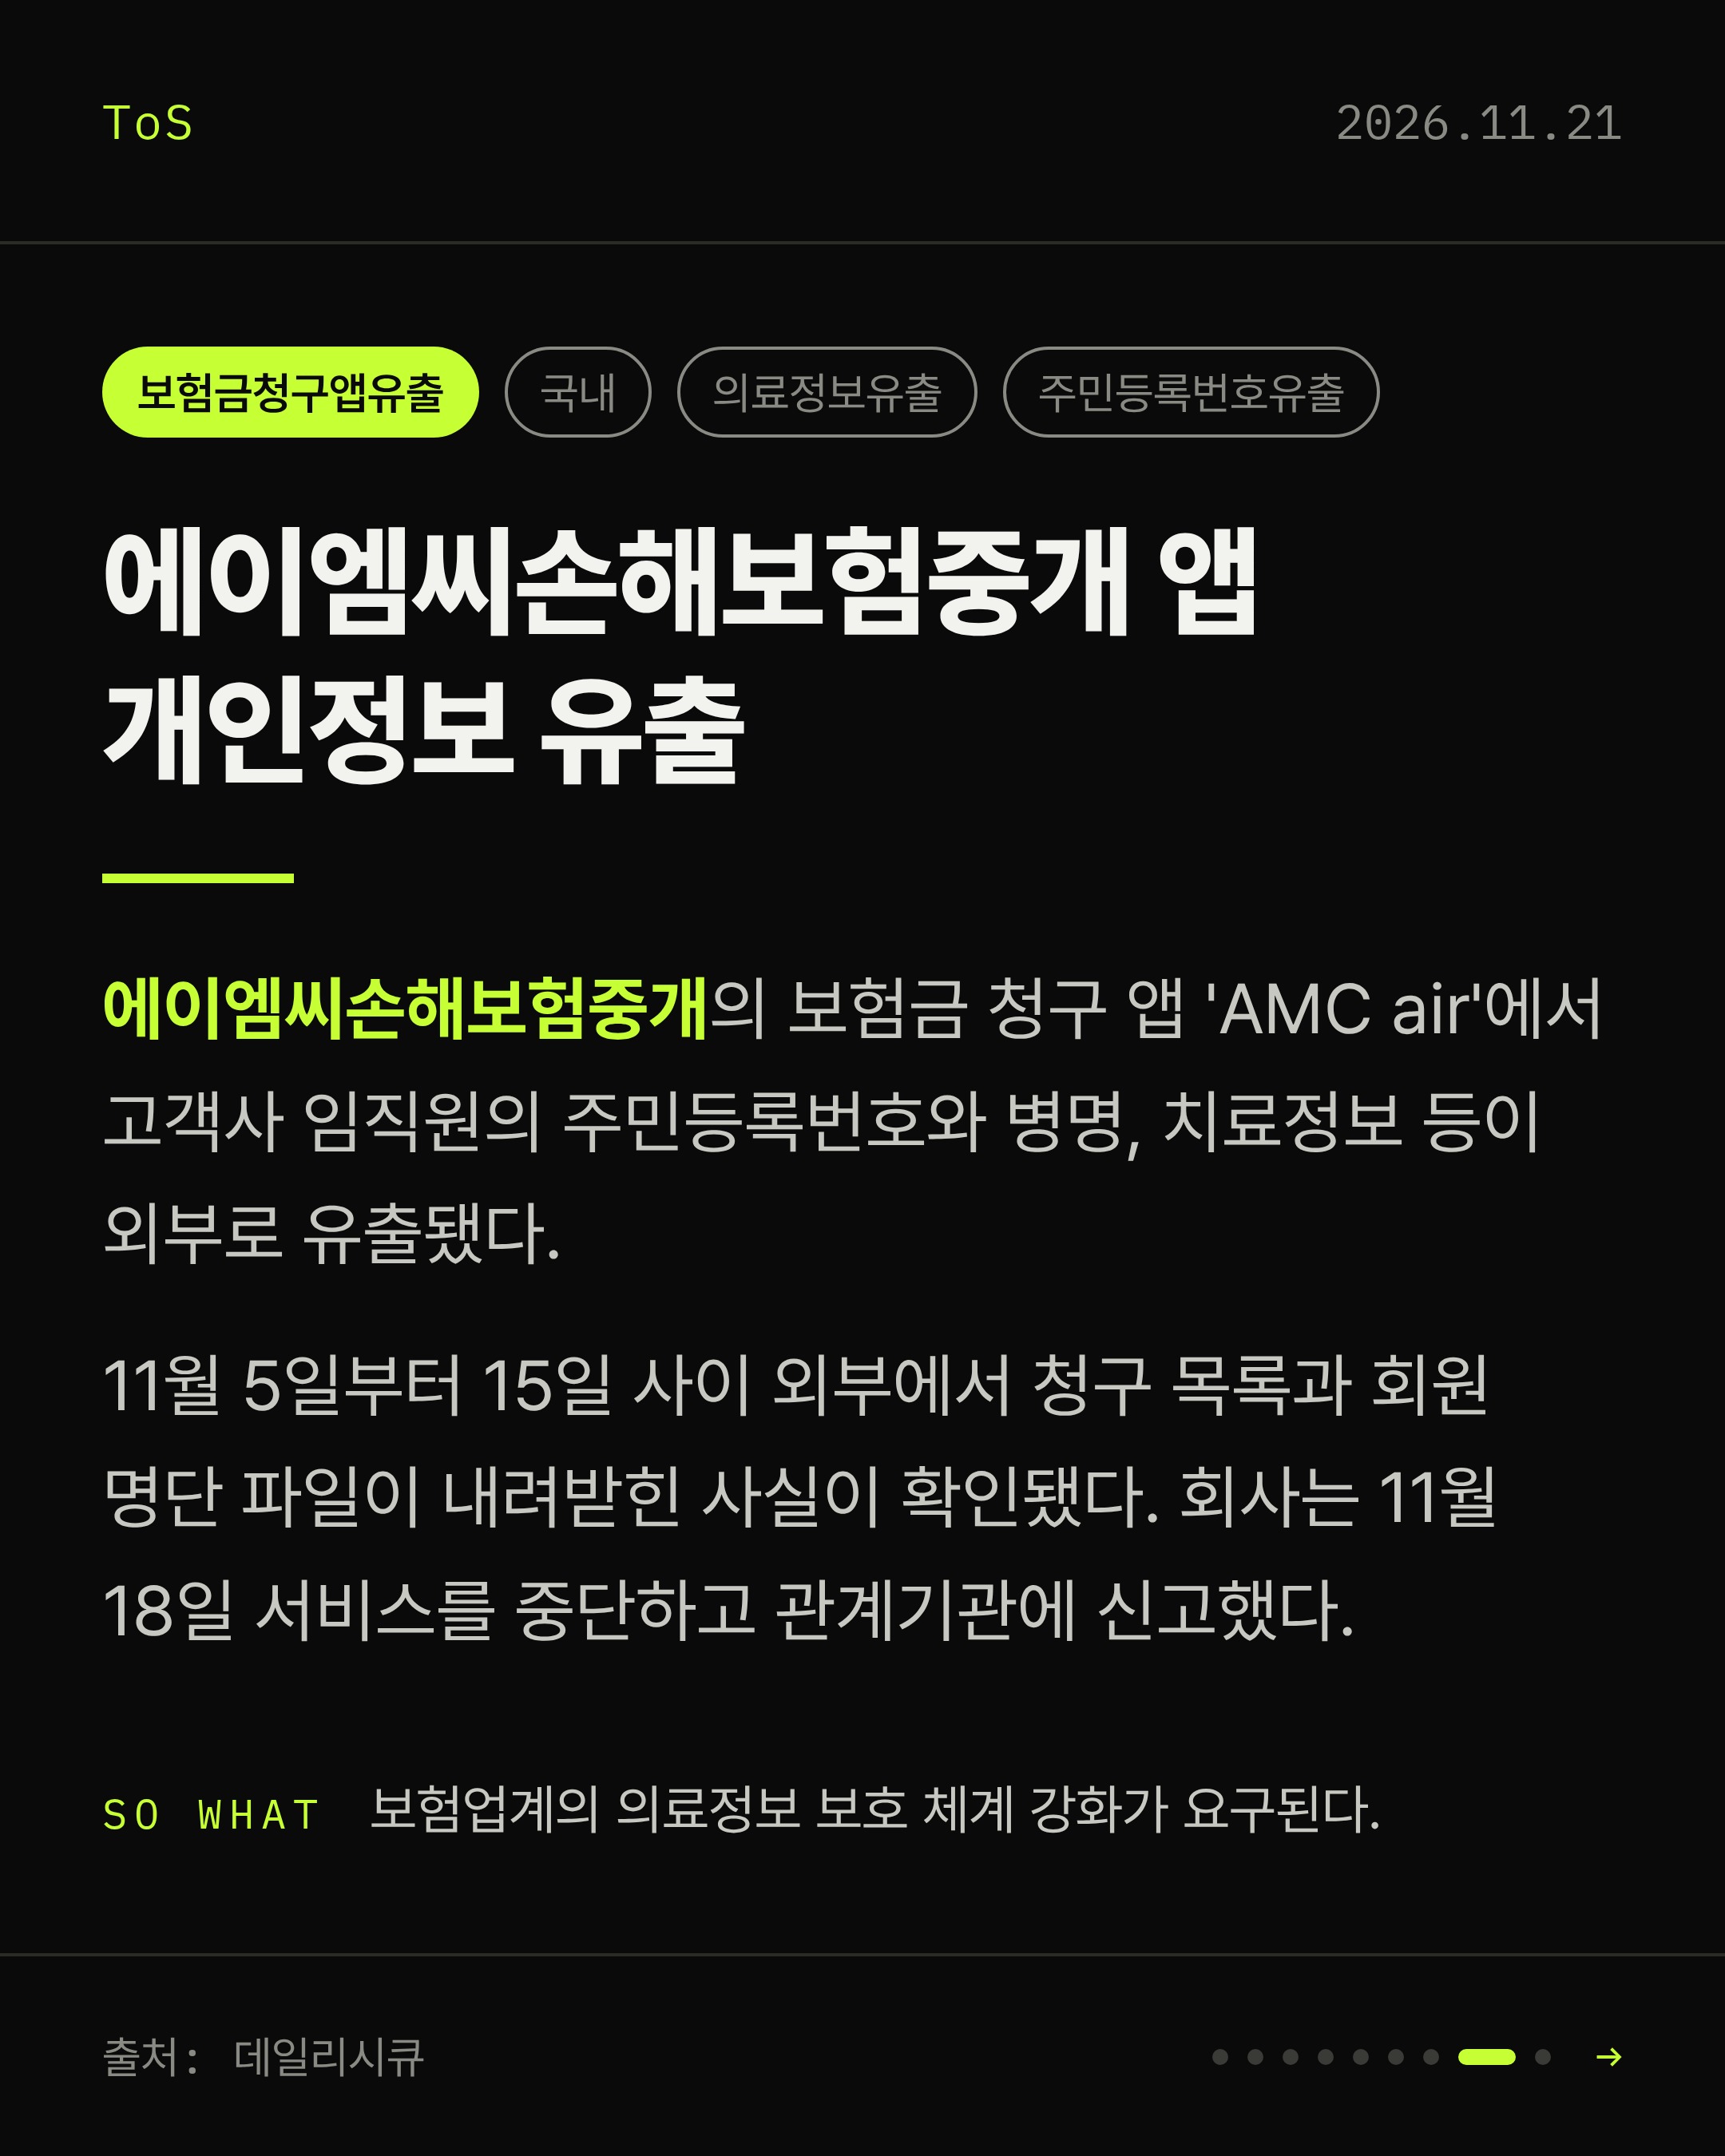 ToS
2026.11.21
보험금청구앱유출 국내 의료정보유출 주민등록번호유출
에이엠씨손해보험중개 앱
개인정보 유출
에이엠씨손해보험중개의 보험금 청구 앱 'AMC air'에서
고객사 임직원의 주민등록번호와 병명, 치료정보 등이
외부로 유출됐다.
11월 5일부터 15일 사이 외부에서 청구 목록과 회원
명단 파일이 내려받힌 사실이 확인됐다. 회사는 11월
18일 서비스를 중단하고 관계기관에 신고했다.
SO WHAT 보험업계의 의료정보 보호 체계 강화가 요구된다.
출처: 데일리시큐
→